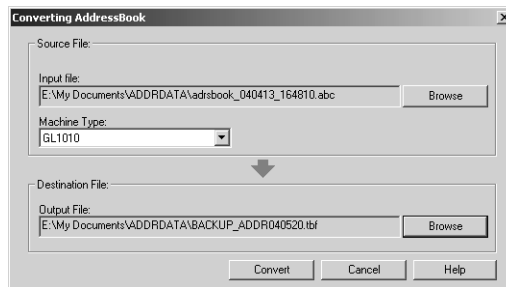 Converting AddressBook
Source File:
Input file:
E:\My Documents\ADDRDATA\adrsbook_040413_164810.abc
Browse
Machine Type:
GL1010
Destination File:
Output File:
E:\My Documents\ADDRDATA\BACKUP_ADDR040520.tbf
Browse
Convert
Cancel
Help